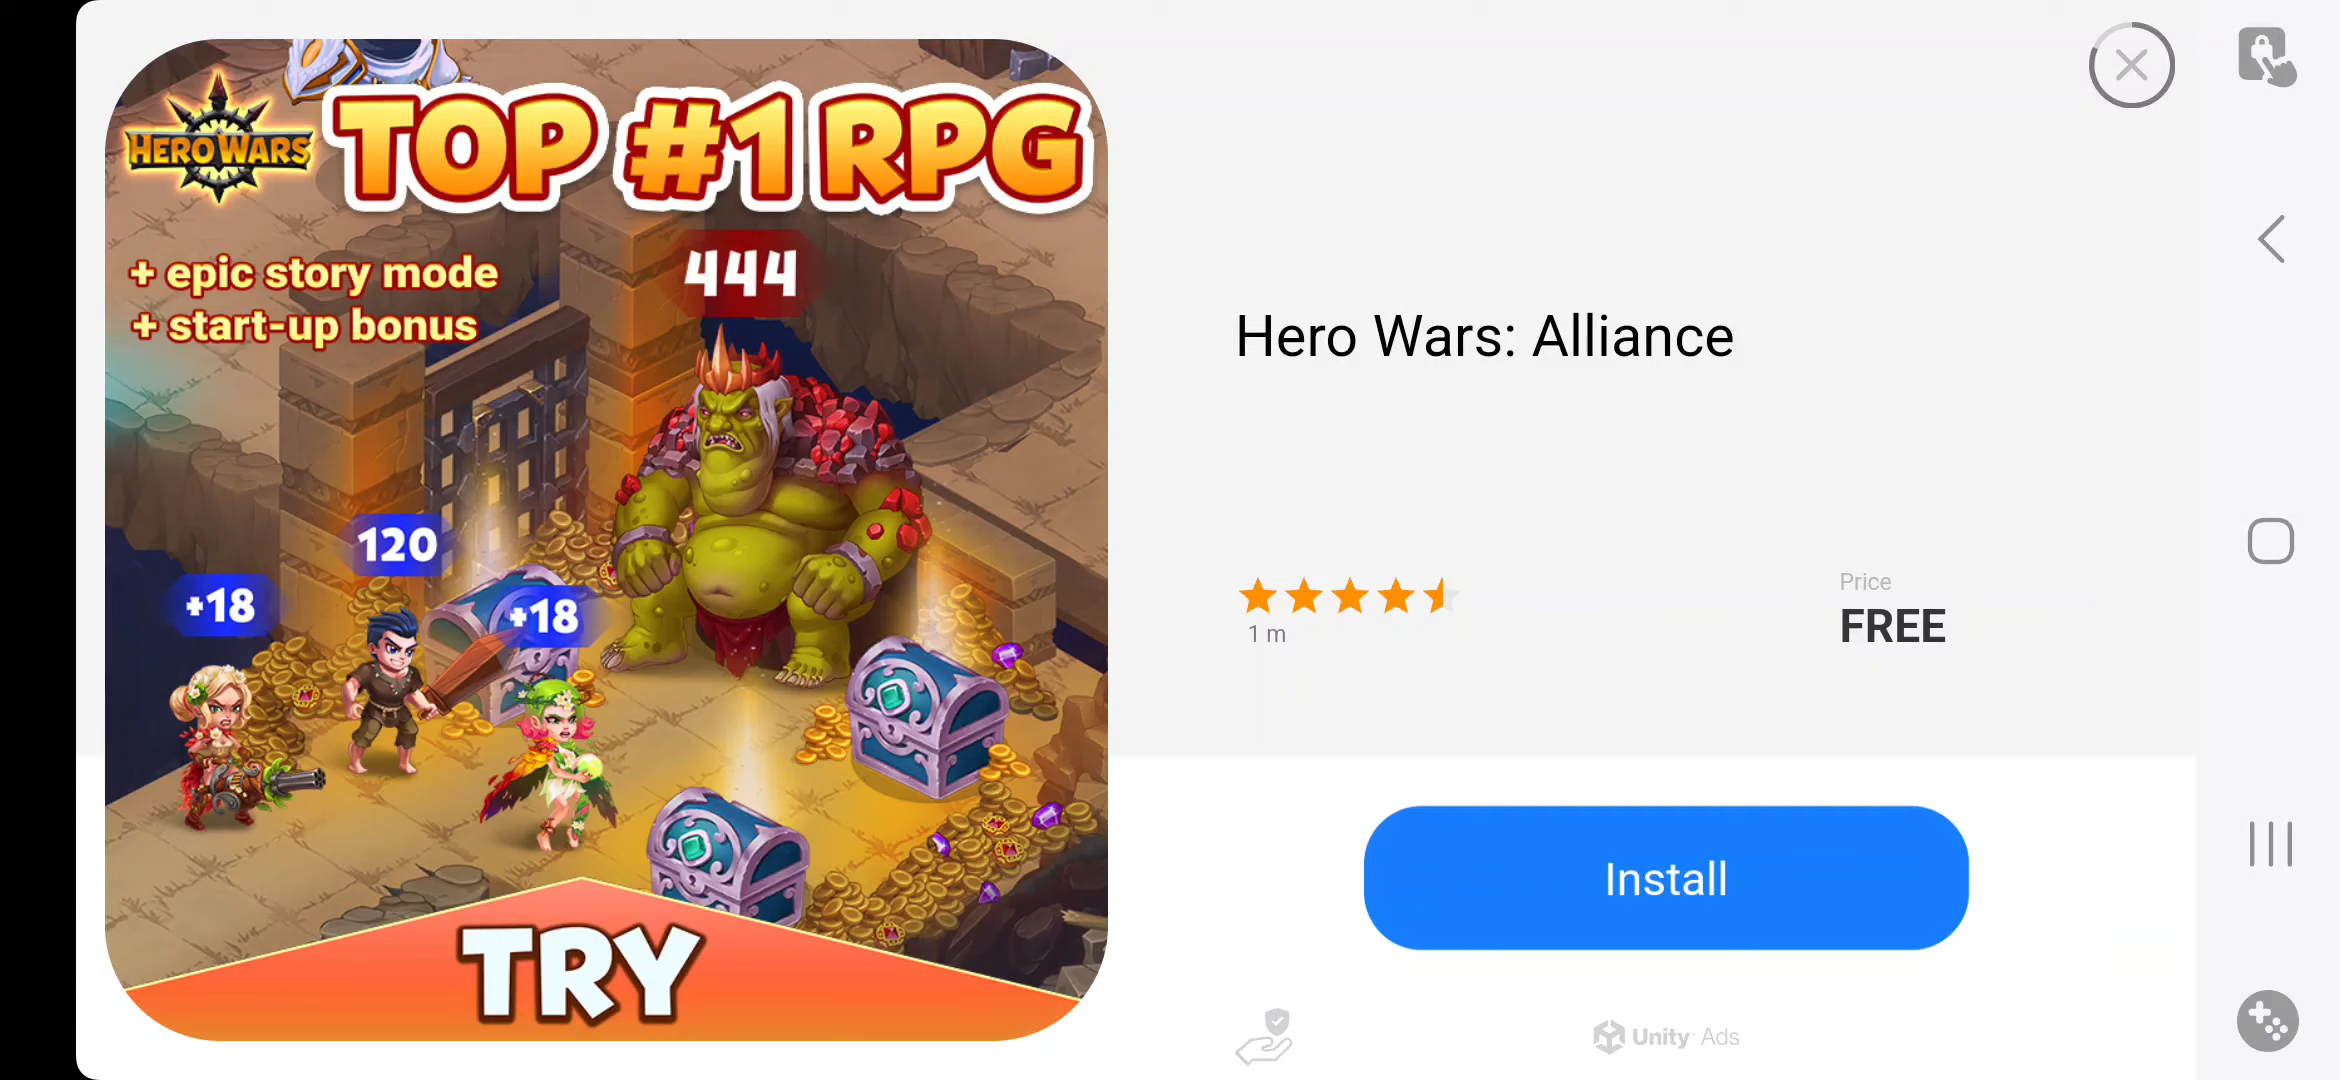 HERO WARS
TOP #1 RPG
+ epic story mode
+ start-up bonus
444
120
+18
+18
TRY
Hero Wars: Alliance
1 m
Price
FREE
Install
Unity Ads